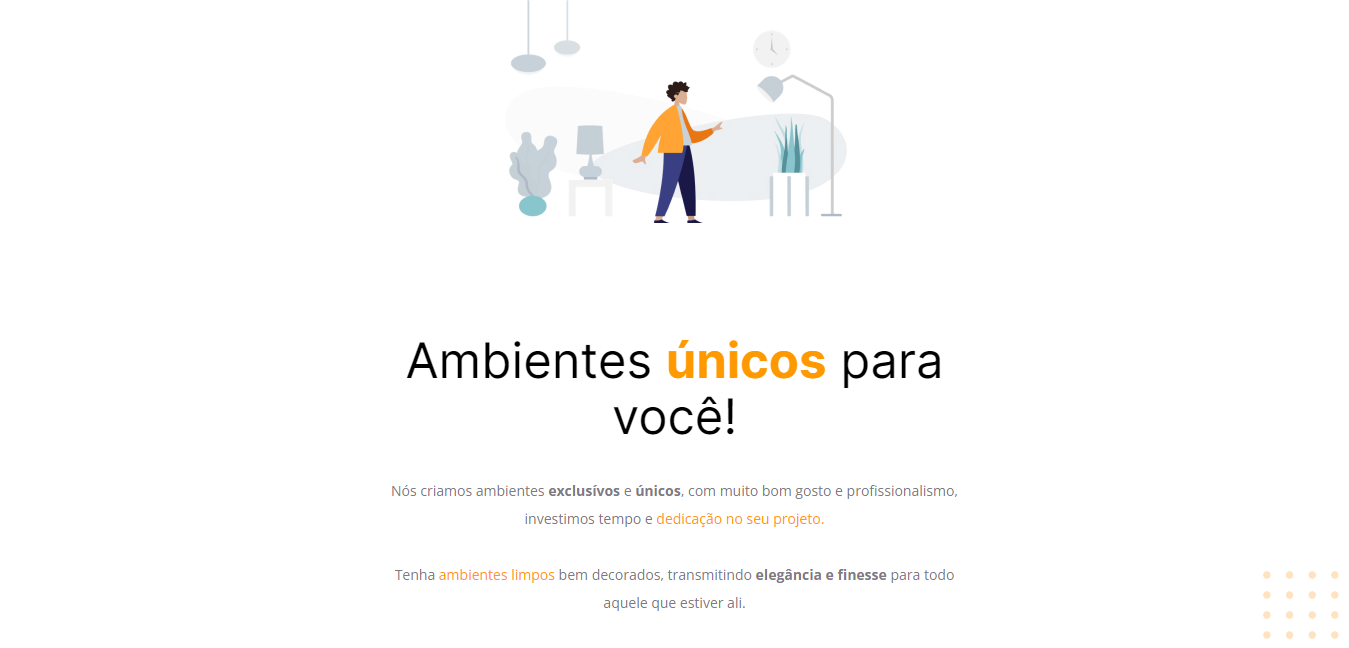 Ambientes únicos para
você!
Nós criamos ambientes exclusívos e únicos, com muito bom gosto e profissionalismo,
investimos tempo e dedicação no seu projeto.
Tenha ambientes limpos bem decorados, transmitindo elegância e finesse para todo
aquele que estiver ali.